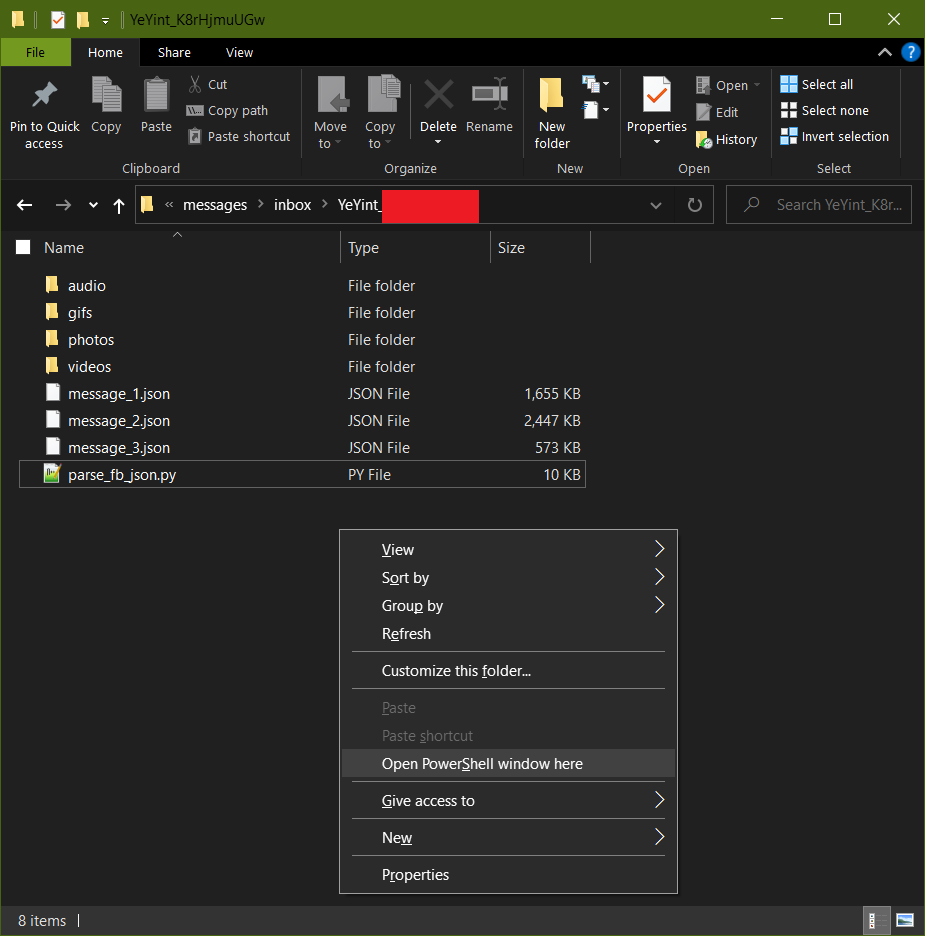 YeYint_K8rHjmuUGw
File Home Share View
Pin to Quick access
Copy
Paste
Cut
Copy path
Paste shortcut
Clipboard
Move to
Copy to
Delete
Rename
Organize
New folder
New
Properties
Open
Edit
History
Open
Select all
Select none
Invert selection
Select
« messages > inbox > YeYint_
Search YeYint_K8r...
Name Type Size
audio File folder
gifs File folder
photos File folder
videos File folder
message_1.json JSON File 1,655 KB
message_2.json JSON File 2,447 KB
message_3.json JSON File 573 KB
parse_fb_json.py PY File 10 KB
View
Sort by
Group by
Refresh
Customize this folder...
Paste
Paste shortcut
Open PowerShell window here
Give access to
New
Properties
8 items